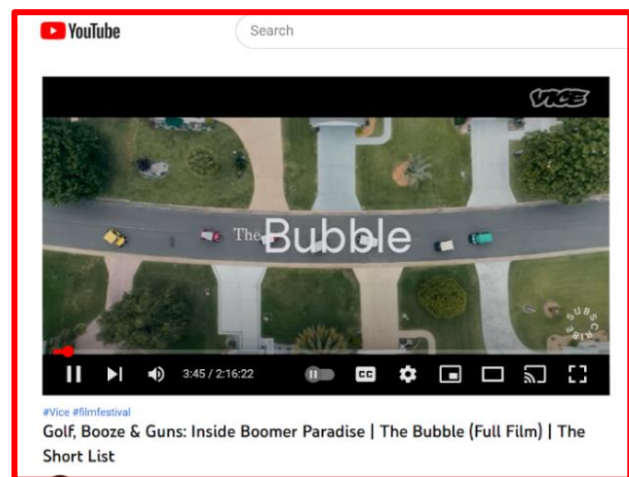 YouTube
Search
VICE
The Bubble
SUBSCRIBE
3:45 / 2:16:22
CC
#Vice #filmfestival
Golf, Booze & Guns: Inside Boomer Paradise | The Bubble (Full Film) | The
Short List